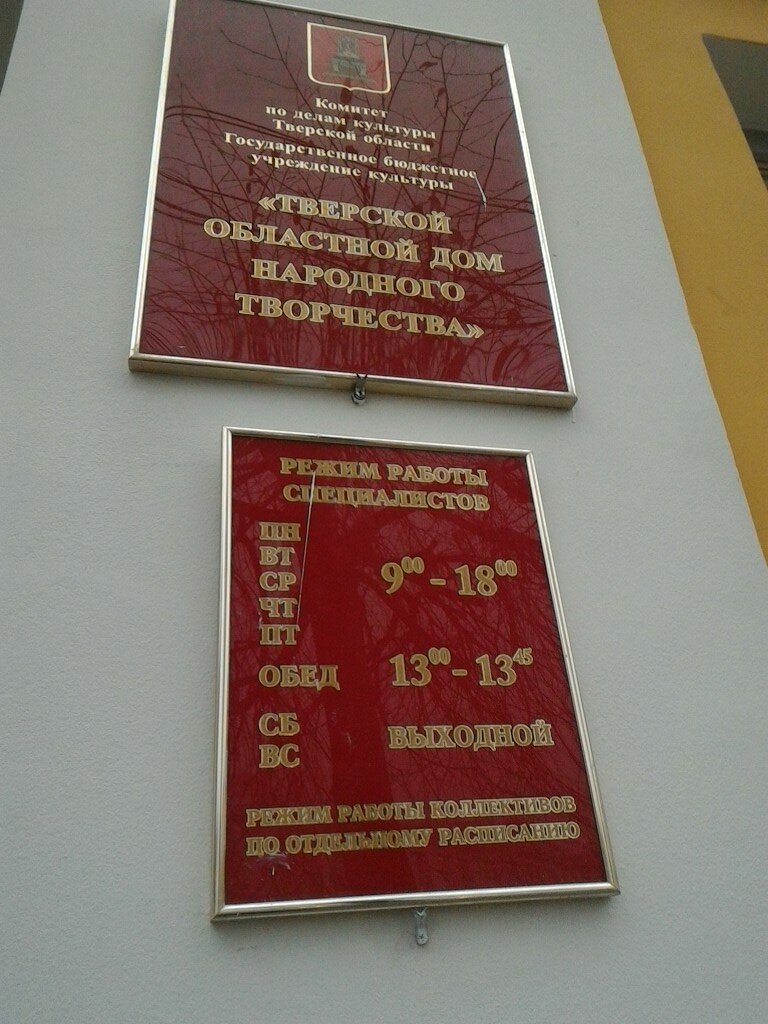 Комитет
по делам культуры
Тверской области
Государственное бюджетное
учреждение культуры
«ТВЕРСКОЙ
ОБЛАСТНОЙ ДОМ
НАРОДНОГО
ТВОРЧЕСТВА»
РЕЖИМ РАБОТЫ
СПЕЦИАЛИСТОВ
ПН
ВТ
СР 9⁰⁰ – 18⁰⁰
ЧТ
ПТ
ОБЕД 13⁰⁰ – 13⁴⁵
СБ
ВС ВЫХОДНОЙ
РЕЖИМ РАБОТЫ КОЛЛЕКТИВОВ
ПО ОТДЕЛЬНОМУ РАСПИСАНИЮ